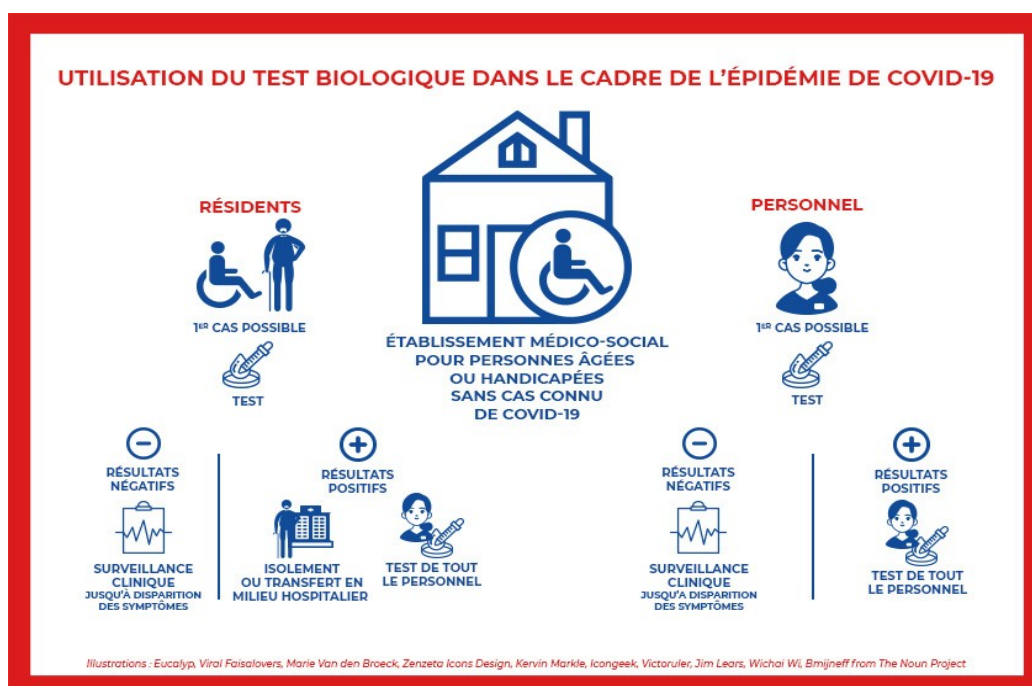 UTILISATION DU TEST BIOLOGIQUE DANS LE CADRE DE L'ÉPIDÉMIE DE COVID-19
RÉSIDENTS
1ER CAS POSSIBLE
TEST
RÉSULTATS
NÉGATIFS
SURVEILLANCE
CLINIQUE
JUSQU'À DISPARITION
DES SYMPTÔMES
RÉSULTATS
POSITIFS
ISOLEMENT
OU TRANSFERT EN
MILIEU HOSPITALIER
TEST DE TOUT
LE PERSONNEL
ÉTABLISSEMENT MÉDICO-SOCIAL
POUR PERSONNES ÂGÉES
OU HANDICAPÉES
SANS CAS CONNU
DE COVID-19
PERSONNEL
1ER CAS POSSIBLE
TEST
RÉSULTATS
NÉGATIFS
SURVEILLANCE
CLINIQUE
JUSQU'À DISPARITION
DES SYMPTÔMES
RÉSULTATS
POSITIFS
TEST DE TOUT
LE PERSONNEL
Illustrations : Eucalyp, Viral Faisalovers, Marie Van den Broeck, Zenzeta Icons Design, Kervin Markle, Icongeek, Victoruler, Jim Lears, Wichai Wi, Bmijneff from The Noun Project